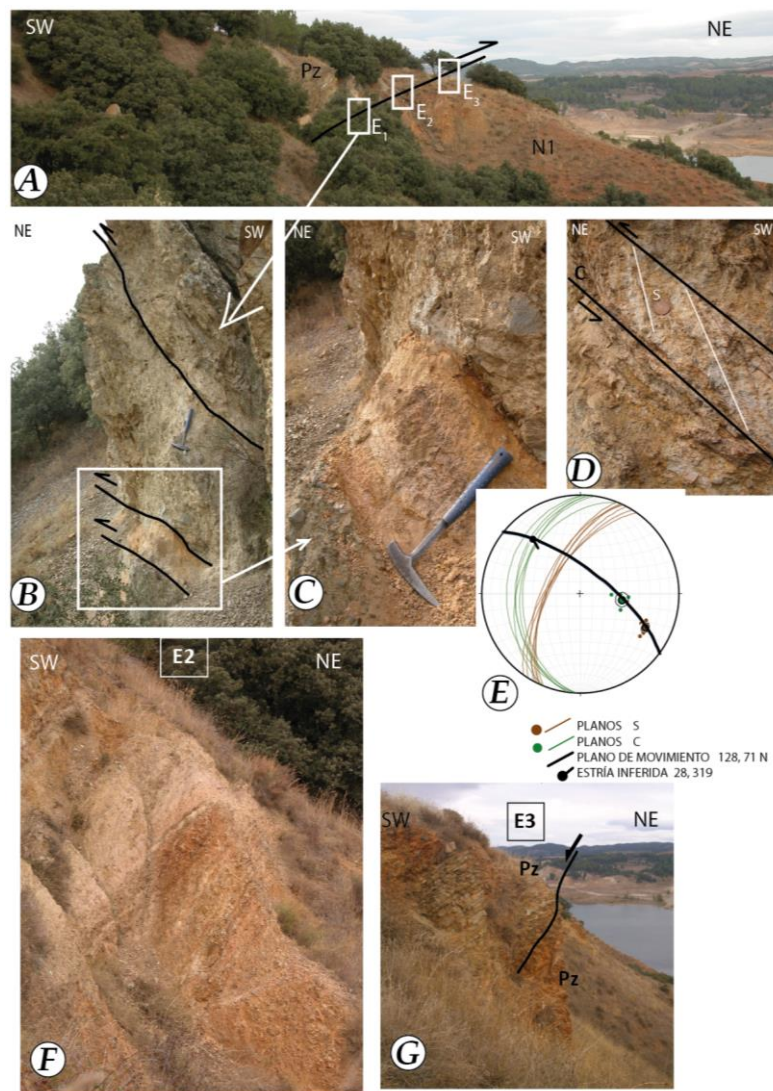 SW
NE
Pz
E1
E2
E3
N1
A
NE
SW
B
NE
SW
C
NE
SW
C
S
D
E
PLANOS S
PLANOS C
PLANO DE MOVIMIENTO 128, 71 N
ESTRÍA INFERIDA 28, 319
SW
E2
NE
F
SW
E3
NE
Pz
Pz
G